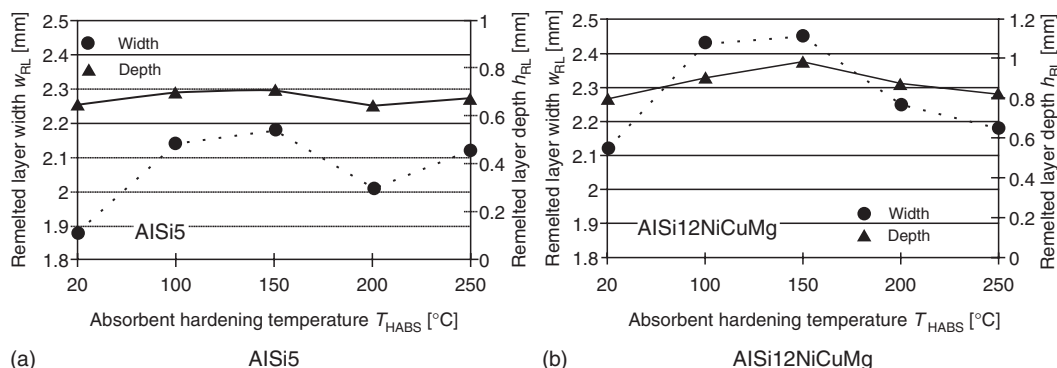 Remelted layer width wRL [mm]
2.5
2.4
2.3
2.2
2.1
2
1.9
1.8
Width
Depth
AlSi5
1
0.8
0.6
0.4
0.2
0
Remelted layer depth hRL [mm]
20 100 150 200 250
Absorbent hardening temperature THABS [°C]
(a) AlSi5
Remelted layer width wRL [mm]
2.5
2.4
2.3
2.2
2.1
2
1.9
1.8
AlSi12NiCuMg
Width
Depth
1.2
1
0.8
0.6
0.4
0.2
0
Remelted layer depth hRL [mm]
20 100 150 200 250
Absorbent hardening temperature THABS [°C]
(b) AlSi12NiCuMg